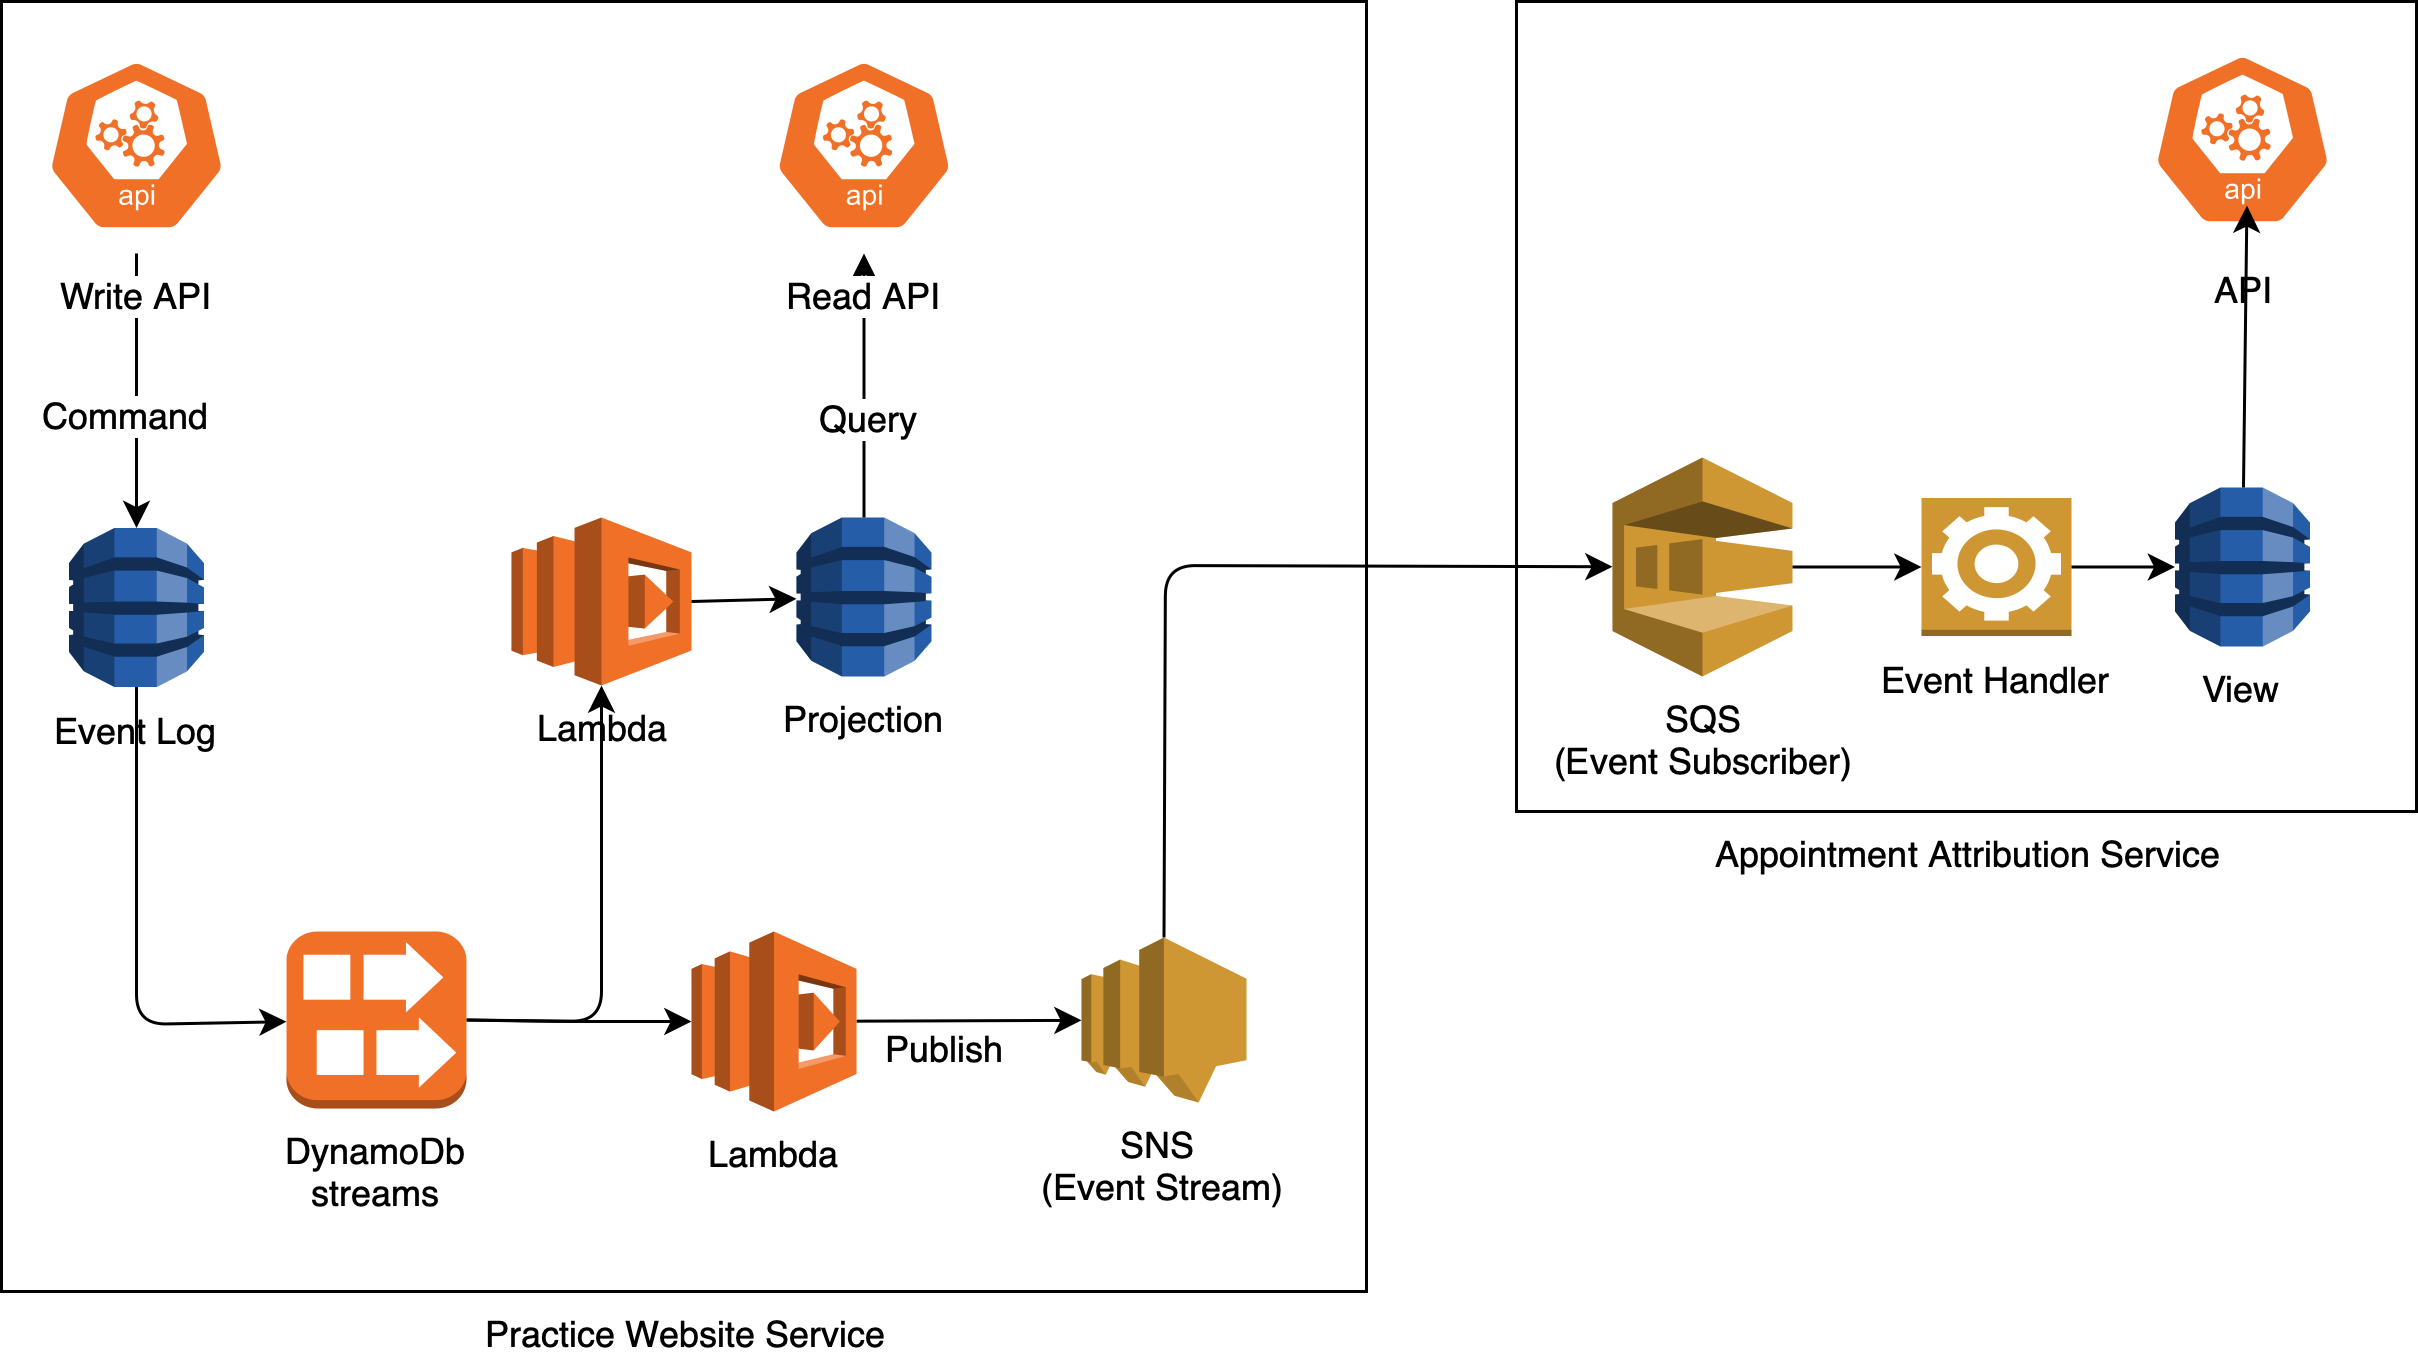 api
api
api
Write API
Read API
API
Command
Query
Event Log
Lambda
Projection
SQS
(Event Subscriber)
Event Handler
View
Appointment Attribution Service
Publish
DynamoDb
streams
Lambda
SNS
(Event Stream)
Practice Website Service